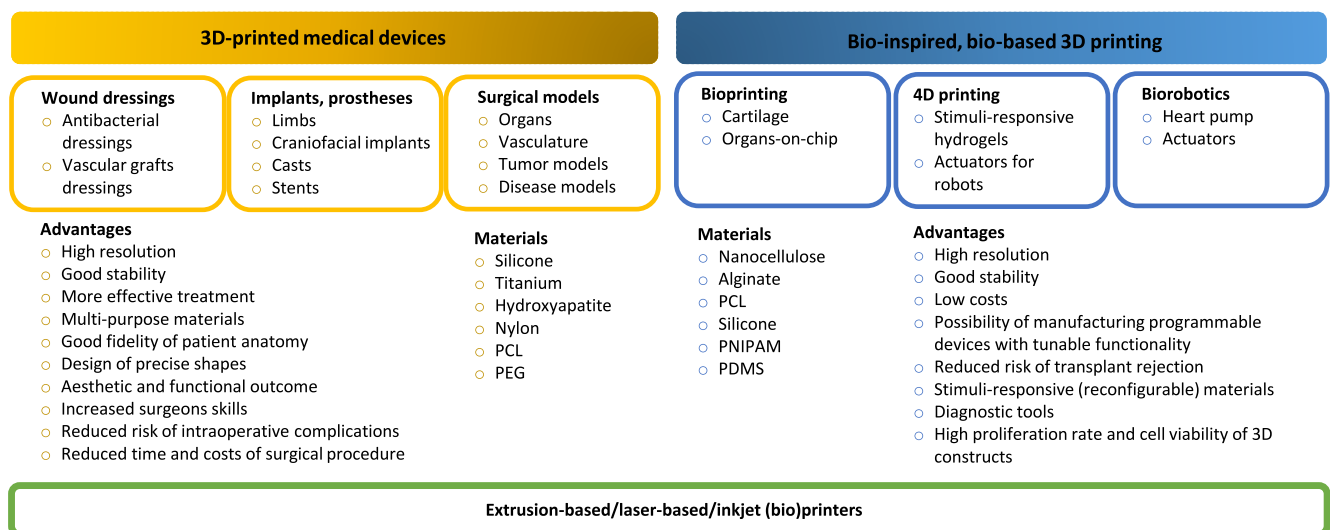 3D-printed medical devices
Wound dressings
Antibacterial
dressings
Vascular grafts
dressings
Implants, prostheses
Limbs
Craniofacial implants
Casts
Stents
Surgical models
Organs
Vasculature
Tumor models
Disease models
Advantages
High resolution
Good stability
More effective treatment
Multi-purpose materials
Good fidelity of patient anatomy
Design of precise shapes
Aesthetic and functional outcome
Increased surgeons skills
Reduced risk of intraoperative complications
Reduced time and costs of surgical procedure
Materials
Silicone
Titanium
Hydroxyapatite
Nylon
PCL
PEG
Bio-inspired, bio-based 3D printing
Bioprinting
Cartilage
Organs-on-chip
4D printing
Stimuli-responsive
hydrogels
Actuators for
robots
Biorobotics
Heart pump
Actuators
Materials
Nanocellulose
Alginate
PCL
Silicone
PNIPAM
PDMS
Advantages
High resolution
Good stability
Low costs
Possibility of manufacturing programmable
devices with tunable functionality
Reduced risk of transplant rejection
Stimuli-responsive (reconfigurable) materials
Diagnostic tools
High proliferation rate and cell viability of 3D
constructs
Extrusion-based/laser-based/inkjet (bio)printers